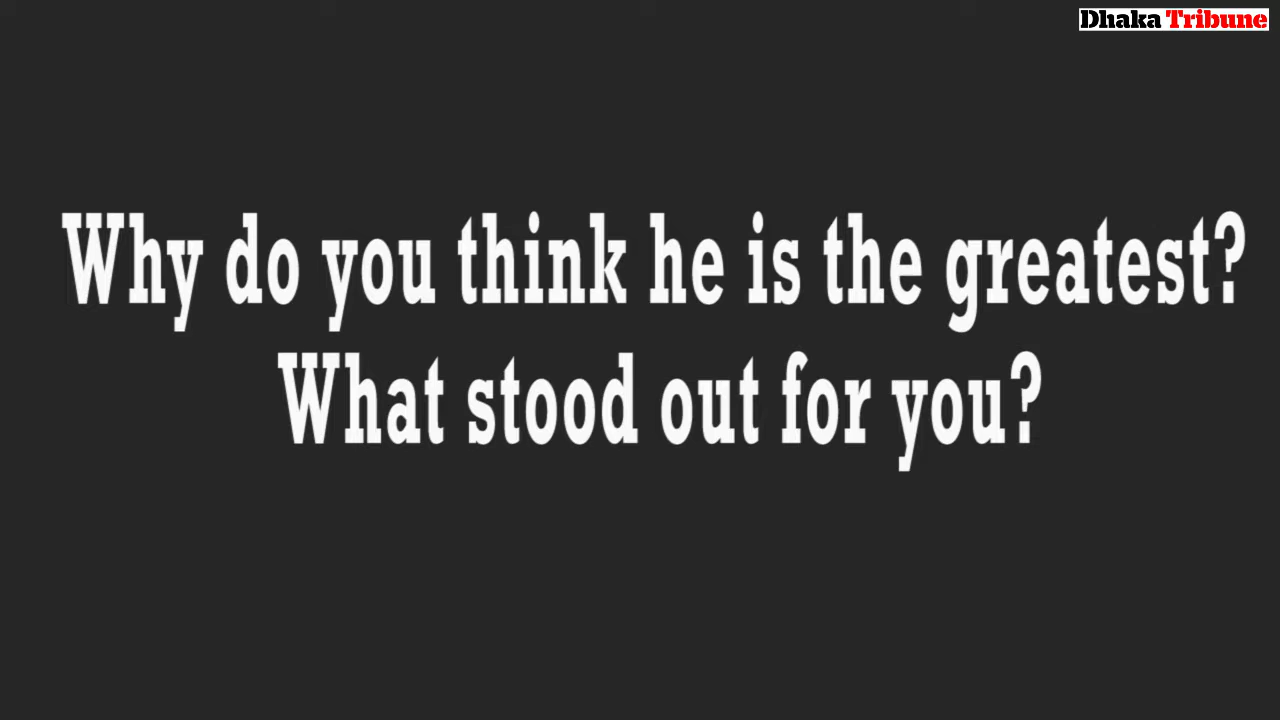 Dhaka Tribune
Why do you think he is the greatest?
What stood out for you?